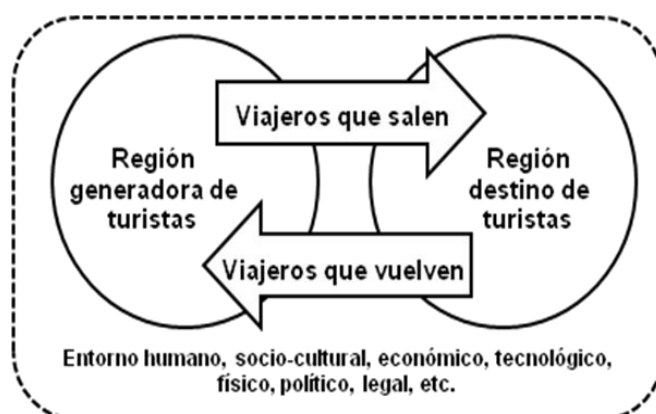 Viajeros que salen
Región
generadora de
turistas
Región
destino de
turistas
Viajeros que vuelven
Entorno humano, socio-cultural, económico, tecnológico,
físico, político, legal, etc.